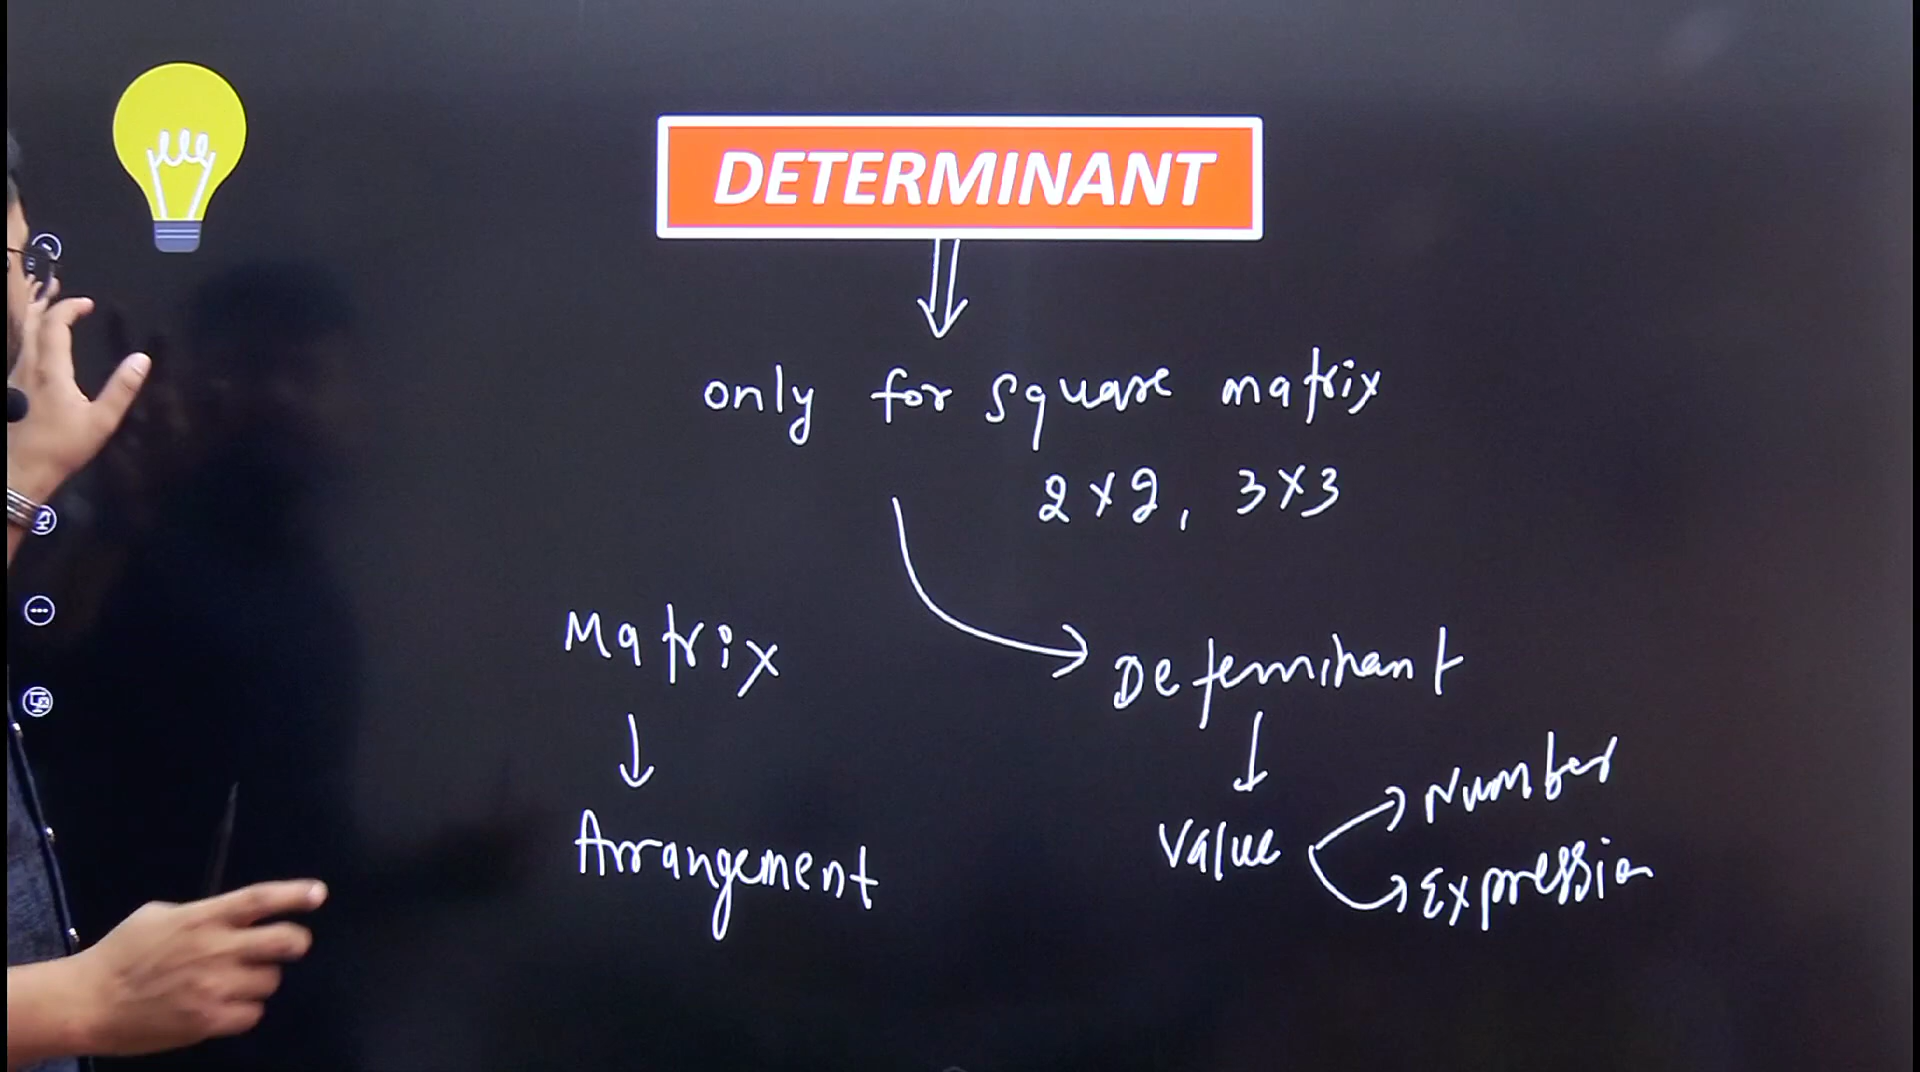 DETERMINANT
only for square matrix
2×2, 3×3
Matrix
Determinant
Arrangement
Value
Number
Expression